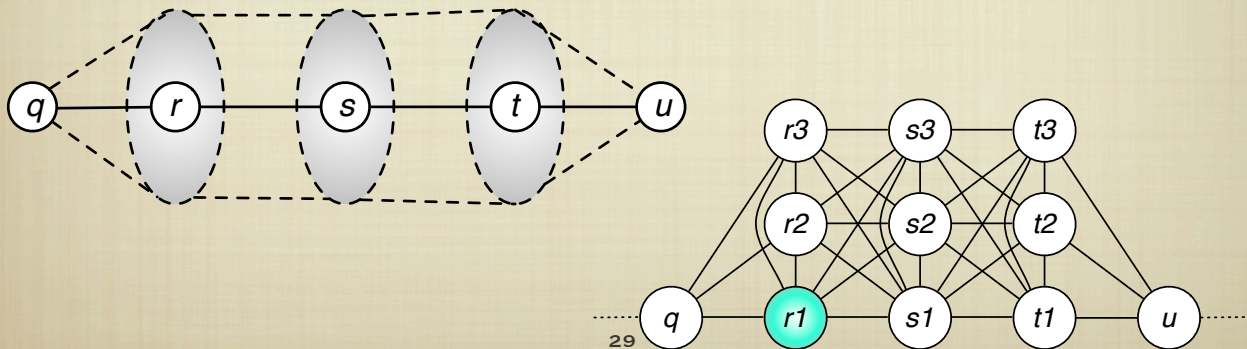 q r s t u
r3 s3 t3
r2 s2 t2
q r1 s1 t1 u
29